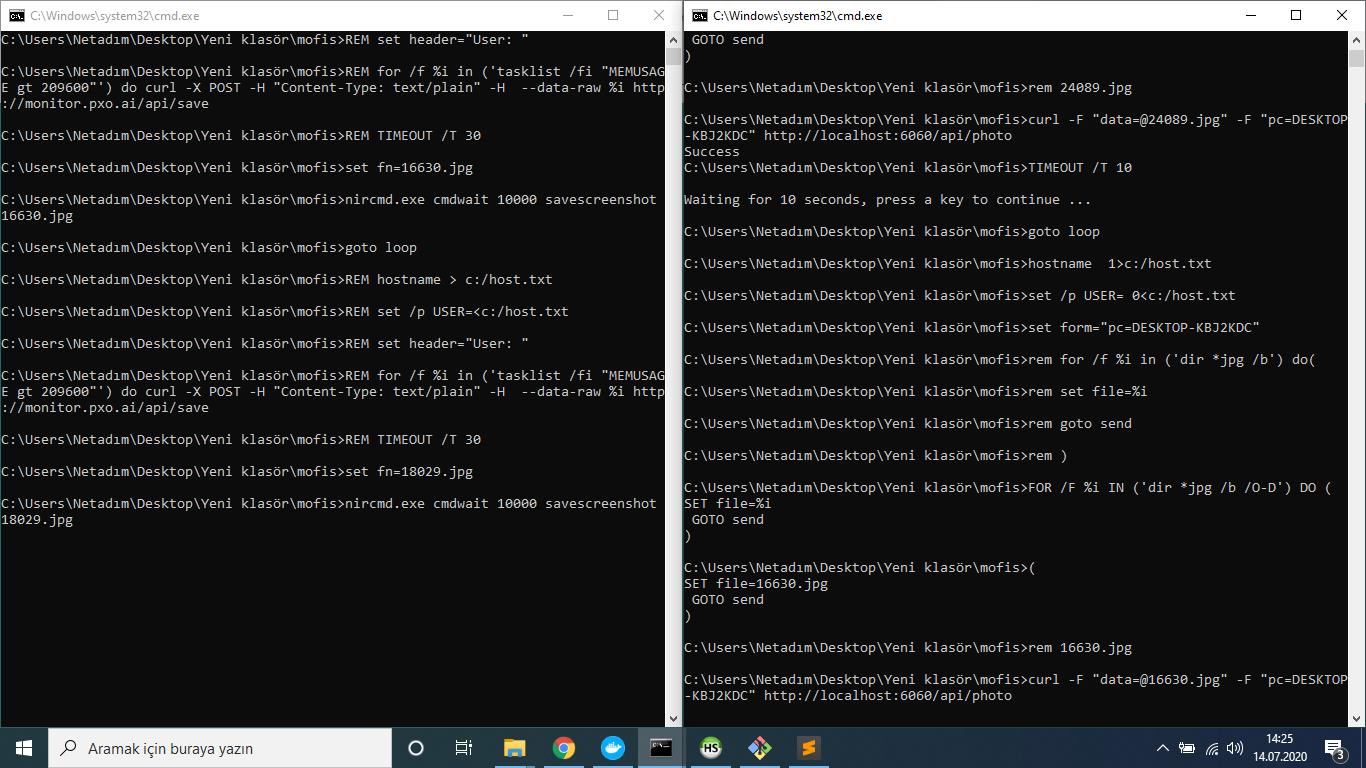 C:\Windows\system32\cmd.exe
C:\Users\Netadım\Desktop\Yeni klasör\mofis>REM set header="User: "
C:\Users\Netadım\Desktop\Yeni klasör\mofis>REM for /f %i in ('tasklist /fi "MEMUSAG
E gt 209600"') do curl -X POST -H "Content-Type: text/plain" -H  --data-raw %i http
://monitor.pxo.ai/api/save
C:\Users\Netadım\Desktop\Yeni klasör\mofis>REM TIMEOUT /T 30
C:\Users\Netadım\Desktop\Yeni klasör\mofis>set fn=16630.jpg
C:\Users\Netadım\Desktop\Yeni klasör\mofis>nircmd.exe cmdwait 10000 savescreenshot
16630.jpg
C:\Users\Netadım\Desktop\Yeni klasör\mofis>goto loop
C:\Users\Netadım\Desktop\Yeni klasör\mofis>REM hostname > c:/host.txt
C:\Users\Netadım\Desktop\Yeni klasör\mofis>REM set /p USER=<c:/host.txt
C:\Users\Netadım\Desktop\Yeni klasör\mofis>REM set header="User: "
C:\Users\Netadım\Desktop\Yeni klasör\mofis>REM for /f %i in ('tasklist /fi "MEMUSAG
E gt 209600"') do curl -X POST -H "Content-Type: text/plain" -H  --data-raw %i http
://monitor.pxo.ai/api/save
C:\Users\Netadım\Desktop\Yeni klasör\mofis>REM TIMEOUT /T 30
C:\Users\Netadım\Desktop\Yeni klasör\mofis>set fn=18029.jpg
C:\Users\Netadım\Desktop\Yeni klasör\mofis>nircmd.exe cmdwait 10000 savescreenshot
18029.jpg
C:\Windows\system32\cmd.exe
GOTO send
)
C:\Users\Netadım\Desktop\Yeni klasör\mofis>rem 24089.jpg
C:\Users\Netadım\Desktop\Yeni klasör\mofis>curl -F "data=@24089.jpg" -F "pc=DESKTOP
-KBJ2KDC" http://localhost:6060/api/photo
Success
C:\Users\Netadım\Desktop\Yeni klasör\mofis>TIMEOUT /T 10
Waiting for 10 seconds, press a key to continue ...
C:\Users\Netadım\Desktop\Yeni klasör\mofis>goto loop
C:\Users\Netadım\Desktop\Yeni klasör\mofis>hostname  1>c:/host.txt
C:\Users\Netadım\Desktop\Yeni klasör\mofis>set /p USER= 0<c:/host.txt
C:\Users\Netadım\Desktop\Yeni klasör\mofis>set form="pc=DESKTOP-KBJ2KDC"
C:\Users\Netadım\Desktop\Yeni klasör\mofis>rem for /f %i in ('dir *jpg /b') do(
C:\Users\Netadım\Desktop\Yeni klasör\mofis>rem set file=%i
C:\Users\Netadım\Desktop\Yeni klasör\mofis>rem goto send
C:\Users\Netadım\Desktop\Yeni klasör\mofis>rem )
C:\Users\Netadım\Desktop\Yeni klasör\mofis>FOR /F %i IN ('dir *jpg /b /O-D') DO (
SET file=%i
GOTO send
)
C:\Users\Netadım\Desktop\Yeni klasör\mofis>(
SET file=16630.jpg
GOTO send
)
C:\Users\Netadım\Desktop\Yeni klasör\mofis>rem 16630.jpg
C:\Users\Netadım\Desktop\Yeni klasör\mofis>curl -F "data=@16630.jpg" -F "pc=DESKTOP
-KBJ2KDC" http://localhost:6060/api/photo
Aramak için buraya yazın
HS
14:25
14.07.2020
3